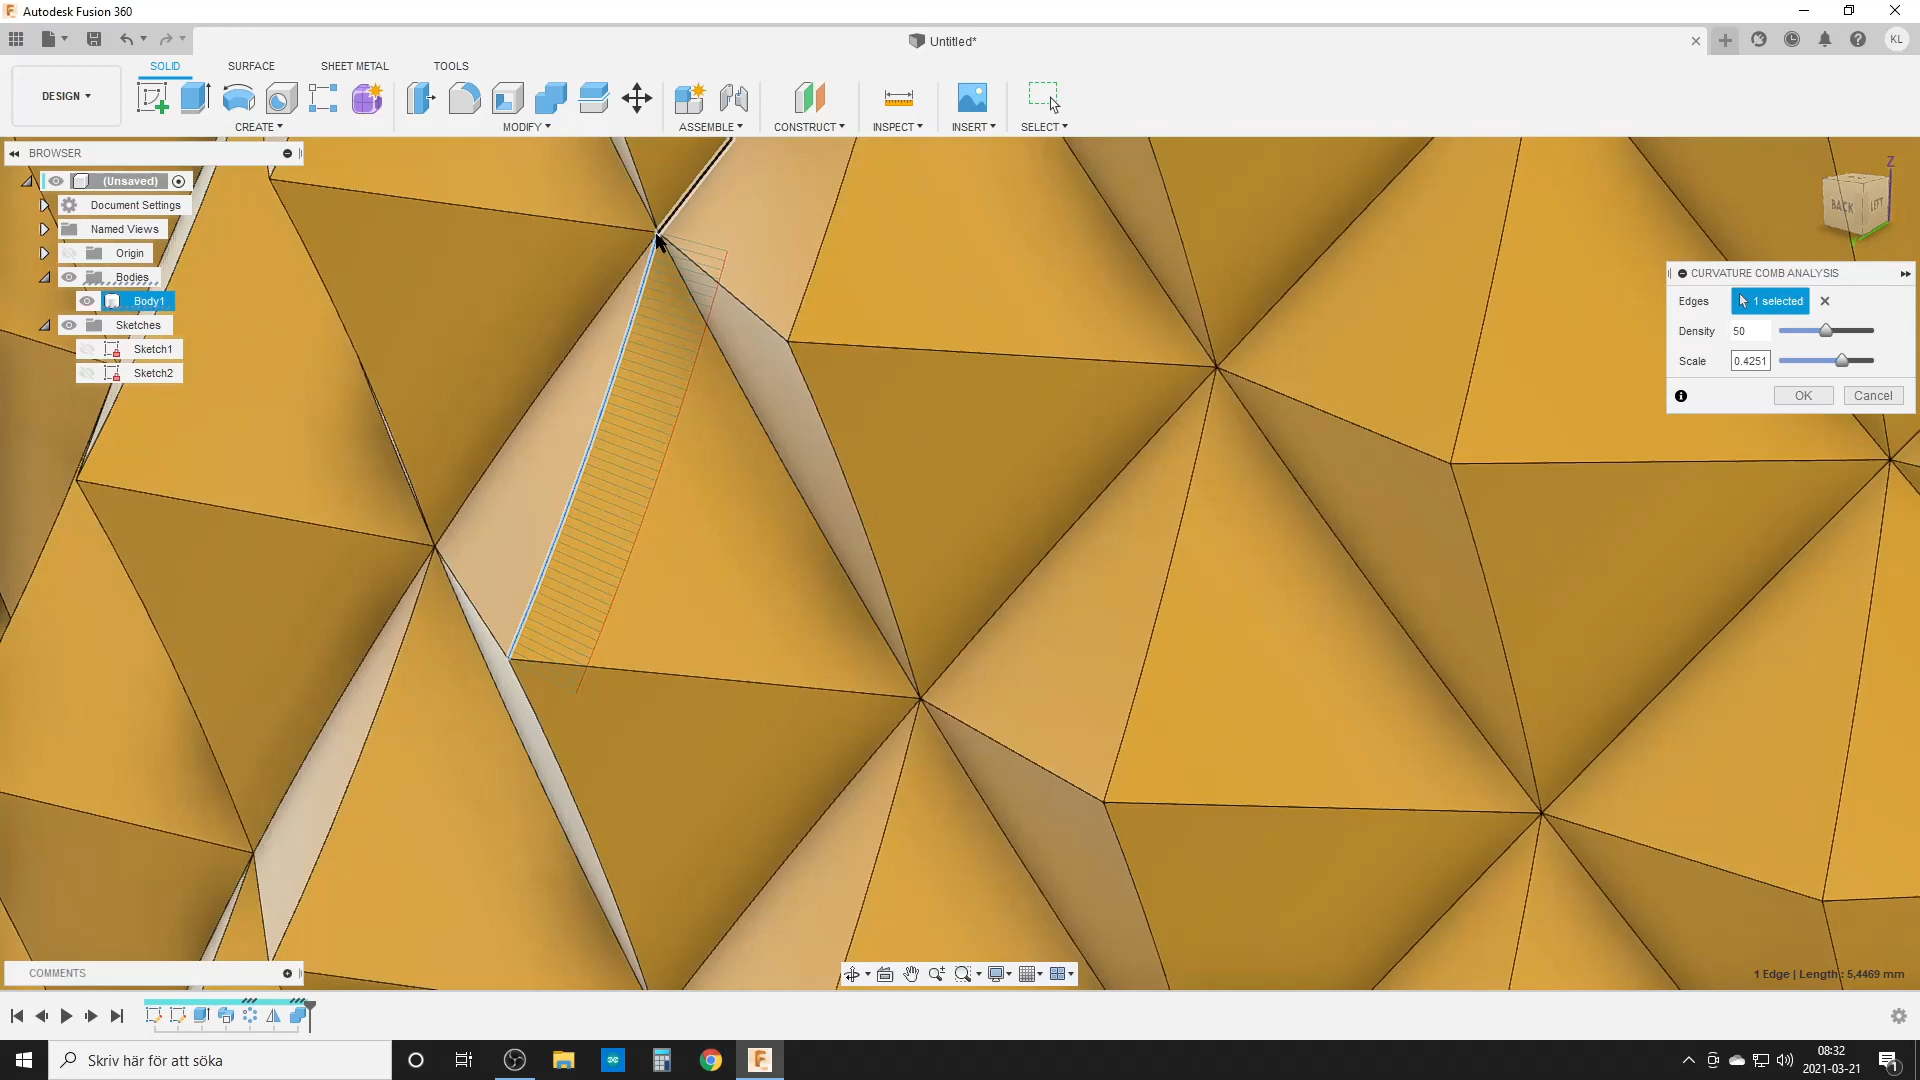 Autodesk Fusion 360
Untitled*
KL
DESIGN
SOLID
SURFACE
SHEET METAL
TOOLS
CREATE
MODIFY
ASSEMBLE
CONSTRUCT
INSPECT
INSERT
SELECT
BROWSER
(Unsaved)
Document Settings
Named Views
Origin
Bodies
Body1
Sketches
Sketch1
Sketch2
Z
BACK
LEFT
CURVATURE COMB ANALYSIS
Edges 1 selected
Density 50
Scale 0.4251
OK Cancel
COMMENTS
1 Edge | Length : 5,4469 mm
Skriv här för att söka
08:32
2021-03-21
1